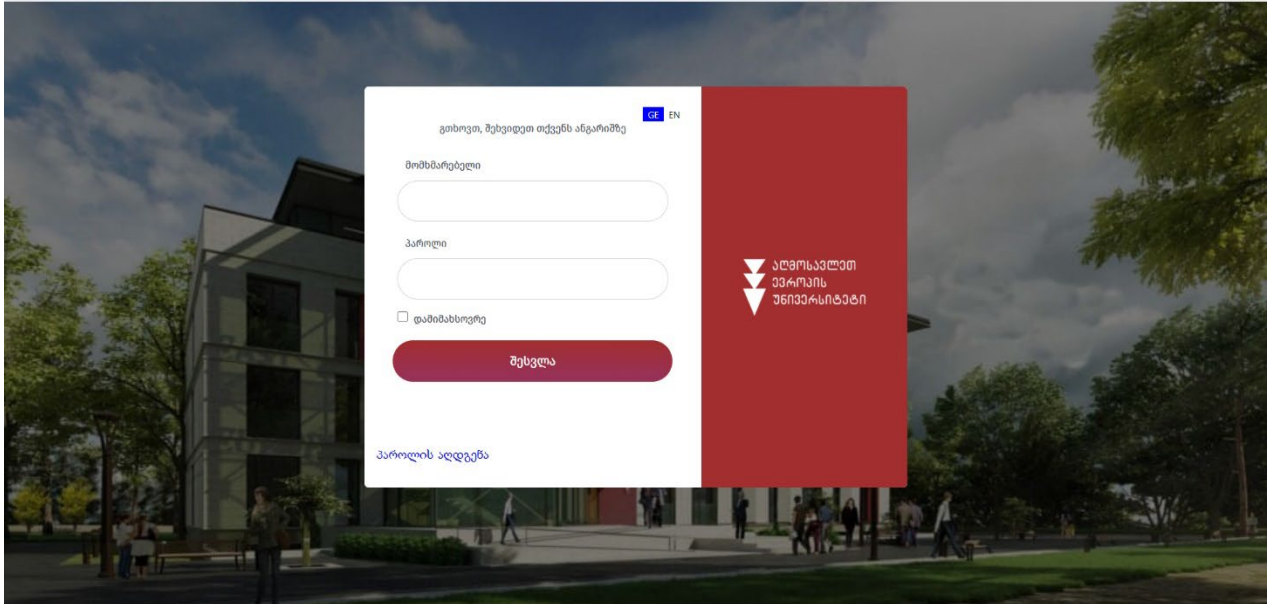 GE EN
გთხოვთ, შეხვიდეთ თქვენს ანგარიშზე
მომხმარებელი
პაროლი
დამიმახსოვრე
შესვლა
პაროლის აღდგენა
აღმოსავლეთ
ევროპის
უნივერსიტეტი